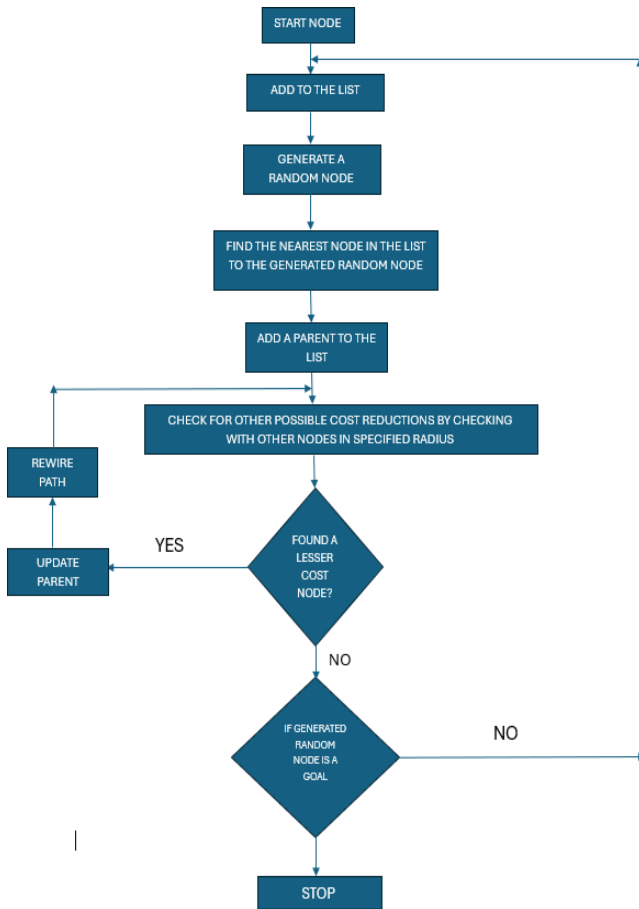 START NODE
ADD TO THE LIST
GENERATE A
RANDOM NODE
FIND THE NEAREST NODE IN THE LIST
TO THE GENERATED RANDOM NODE
ADD A PARENT TO THE
LIST
CHECK FOR OTHER POSSIBLE COST REDUCTIONS BY CHECKING
WITH OTHER NODES IN SPECIFIED RADIUS
REWIRE
PATH
YES
UPDATE
PARENT
FOUND A
LESSER
COST
NODE?
NO
IF GENERATED
RANDOM
NODE IS A
GOAL
NO
STOP